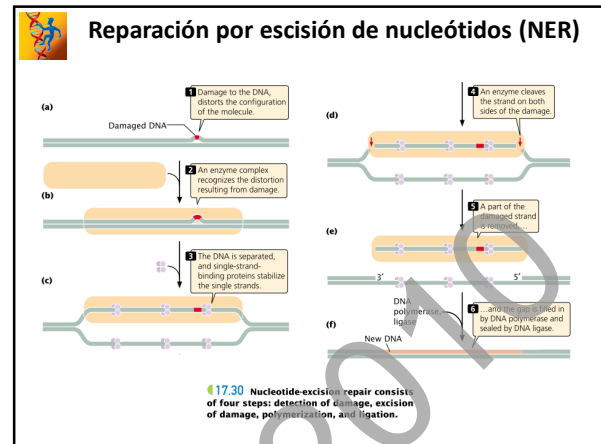 Reparación por escisión de nucleótidos (NER)
(a)
1 Damage to the DNA,
distorts the configuration
of the molecule.
Damaged DNA
2 An enzyme complex
recognizes the distortion
resulting from damage.
(b)
3 The DNA is separated,
and single-strand-
binding proteins stabilize
the single strands.
(c)
4 An enzyme cleaves
the strand on both
sides of the damage.
(d)
5 A part of the
damaged strand
is removed,…
(e)
3′ 5′
DNA
polymerase,
ligase
6 …and the gap is filled in
by DNA polymerase and
sealed by DNA ligase.
(f)
New DNA
17.30 Nucleotide-excision repair consists
of four steps: detection of damage, excision
of damage, polymerization, and ligation.
2010